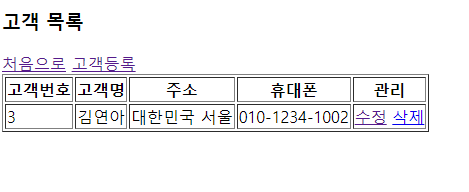 고객 목록
처음으로 고객등록
고객번호 고객명 주소 휴대폰 관리
3 김연아 대한민국 서울 010-1234-1002 수정 삭제